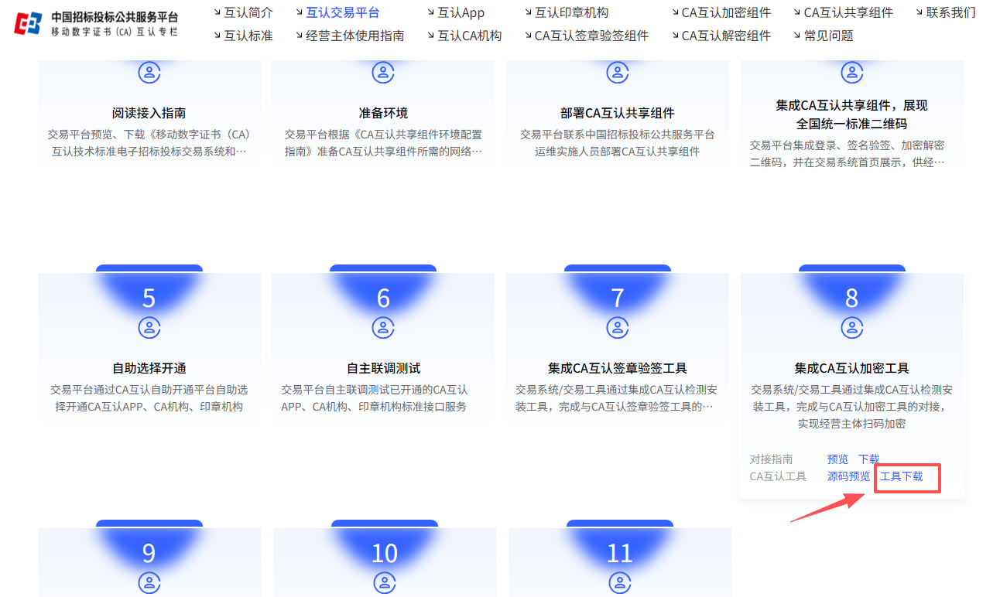 中国招标投标公共服务平台
移动数字证书(CA)互认专栏
互认简介
互认交易平台
互认App
互认印章机构
CA互认加密组件
CA互认共享组件
联系我们
互认标准
经营主体使用指南
互认CA机构
CA互认签章验签组件
CA互认解密组件
常见问题
阅读接入指南
交易平台预览、下载《移动数字证书（CA）
互认技术标准电子招标投标交易系统和…
准备环境
交易平台根据《CA互认共享组件环境配置
指南》准备CA互认共享组件所需的网络…
部署CA互认共享组件
交易平台联系中国招标投标公共服务平台
运维实施人员部署CA互认共享组件
集成CA互认共享组件，展现
全国统一标准二维码
交易平台集成登录、签名验签、加密解密
二维码，并在交易系统首页展示，供经…
5
自助选择开通
交易平台通过CA互认自助开通平台自助选
择开通CA互认APP、CA机构、印章机构
6
自主联调测试
交易平台自主联调测试已开通的CA互认
APP、CA机构、印章机构标准接口服务
7
集成CA互认签章验签工具
交易系统/交易工具通过集成CA互认检测安
装工具，完成与CA互认签章验签工具的…
8
集成CA互认加密工具
交易系统/交易工具通过集成CA互认检测安
装工具，完成与CA互认加密工具的对接，
实现经营主体扫码加密
对接指南 预览 下载
CA互认工具 源码预览 工具下载
9
10
11